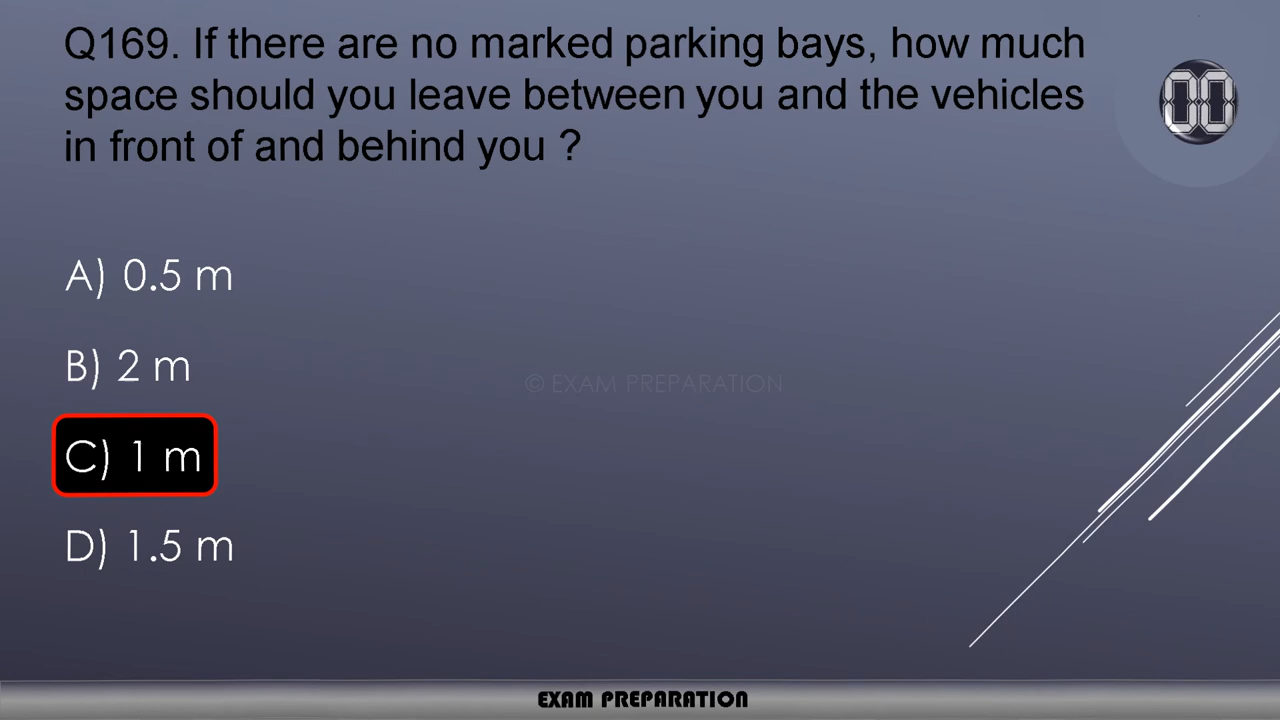 Q169. If there are no marked parking bays, how much
space should you leave between you and the vehicles
in front of and behind you ?
00
A) 0.5 m
B) 2 m
© EXAM PREPARATION
C) 1 m
D) 1.5 m
EXAM PREPARATION